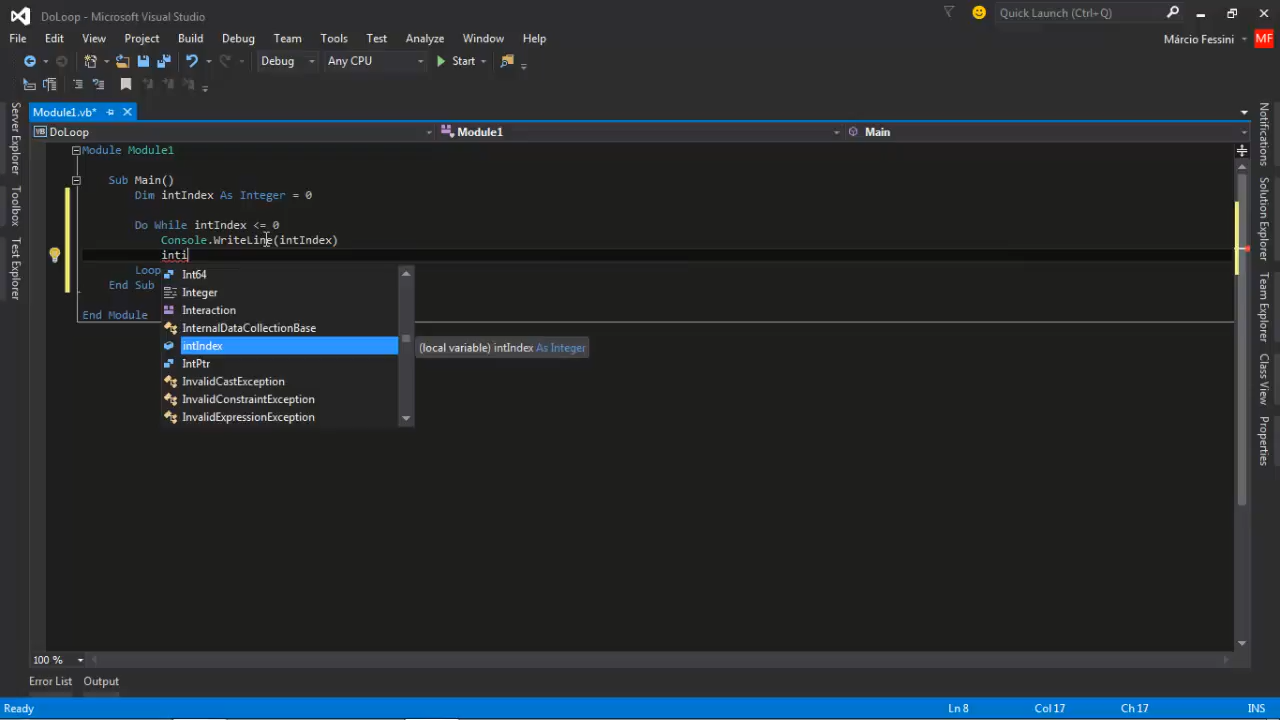 DoLoop - Microsoft Visual Studio
Quick Launch (Ctrl+Q)
File Edit View Project Build Debug Team Tools Test Analyze Window Help
Márcio Fessini MF
Debug Any CPU Start
Module1.vb*
DoLoop Module1 Main
Server Explorer
Toolbox
Test Explorer
Module Module1
Sub Main()
Dim intIndex As Integer = 0
Do While intIndex <= 0
Console.WriteLine(intIndex)
inti
Loop
End Sub
End Module
Int64
Integer
Interaction
InternalDataCollectionBase
intIndex
(local variable) intIndex As Integer
IntPtr
InvalidCastException
InvalidConstraintException
InvalidExpressionException
Notifications
Solution Explorer
Team Explorer
Class View
Properties
100 %
Error List Output
Ready Ln 8 Col 17 Ch 17 INS